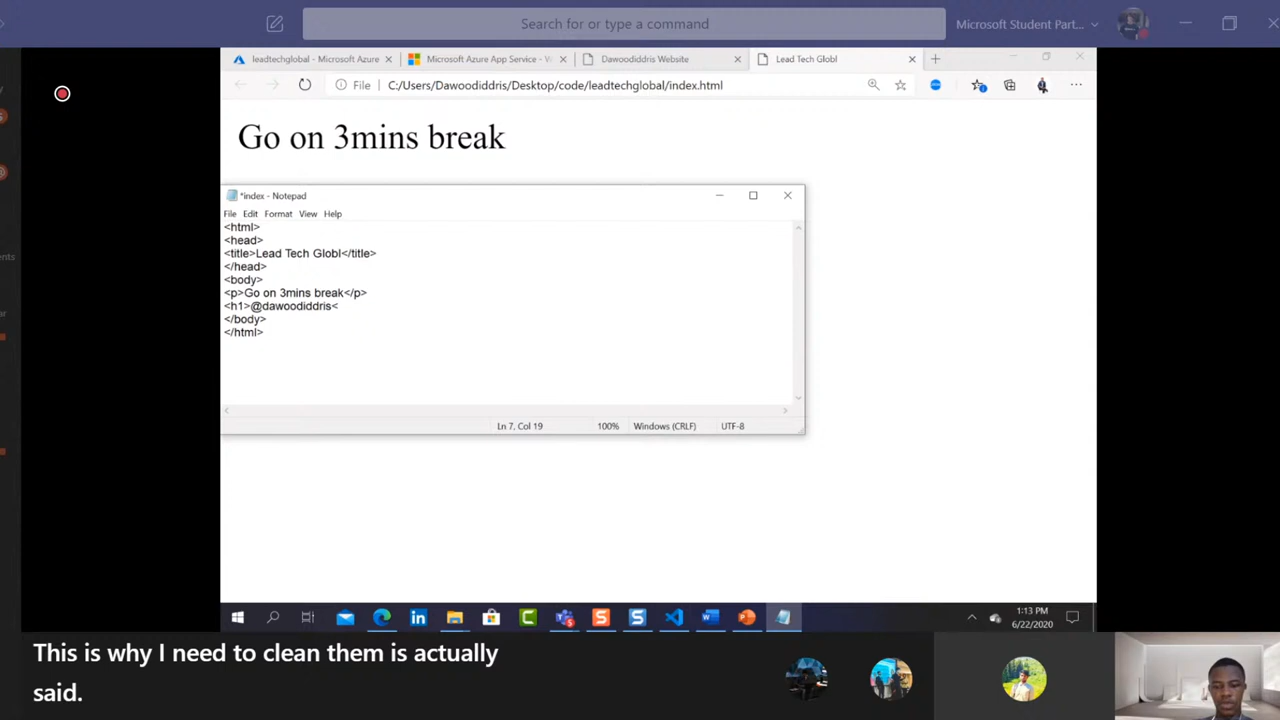 Search for or type a command
Microsoft Student Part...
leadtechglobal - Microsoft Azure
Microsoft Azure App Service - W
Dawoodiddris Website
Lead Tech Globl
File
C:/Users/Dawoodiddris/Desktop/code/leadtechglobal/index.html
Go on 3mins break
*index - Notepad
File Edit Format View Help
<html>
<head>
<title>Lead Tech Globl</title>
</head>
<body>
<p>Go on 3mins break</p>
<h1>@dawoodiddris<
</body>
</html>
Ln 7, Col 19
100%
Windows (CRLF)
UTF-8
1:13 PM
6/22/2020
This is why I need to clean them is actually
said.